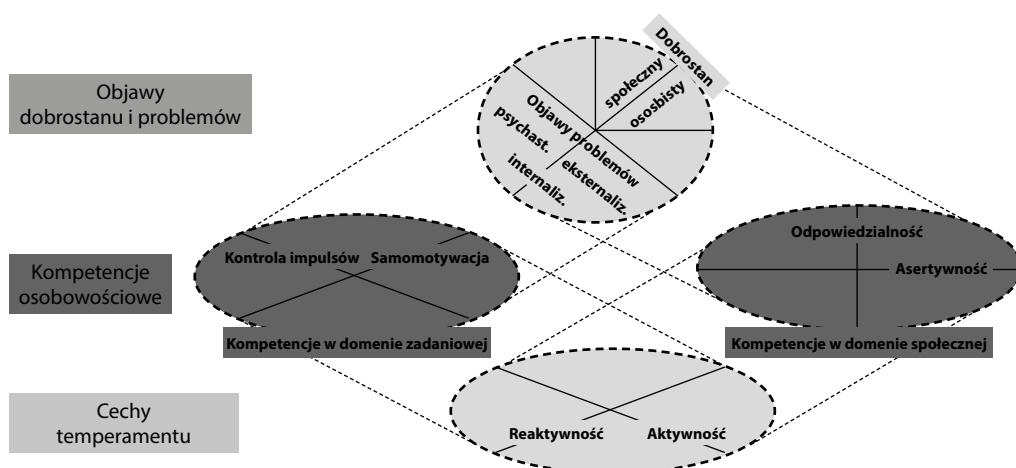 Dobrostan
społeczny
ososbisty
Objawy problemów
psychast.
eksternaliz.
internaliz.
Objawy
dobrostanu i problemów
Kontrola impulsów
Samomotywacja
Odpowiedzialność
Asertywność
Kompetencje
osobowościowe
Kompetencje w domenie zadaniowej
Kompetencje w domenie społecznej
Cechy
temperamentu
Reaktywność
Aktywność